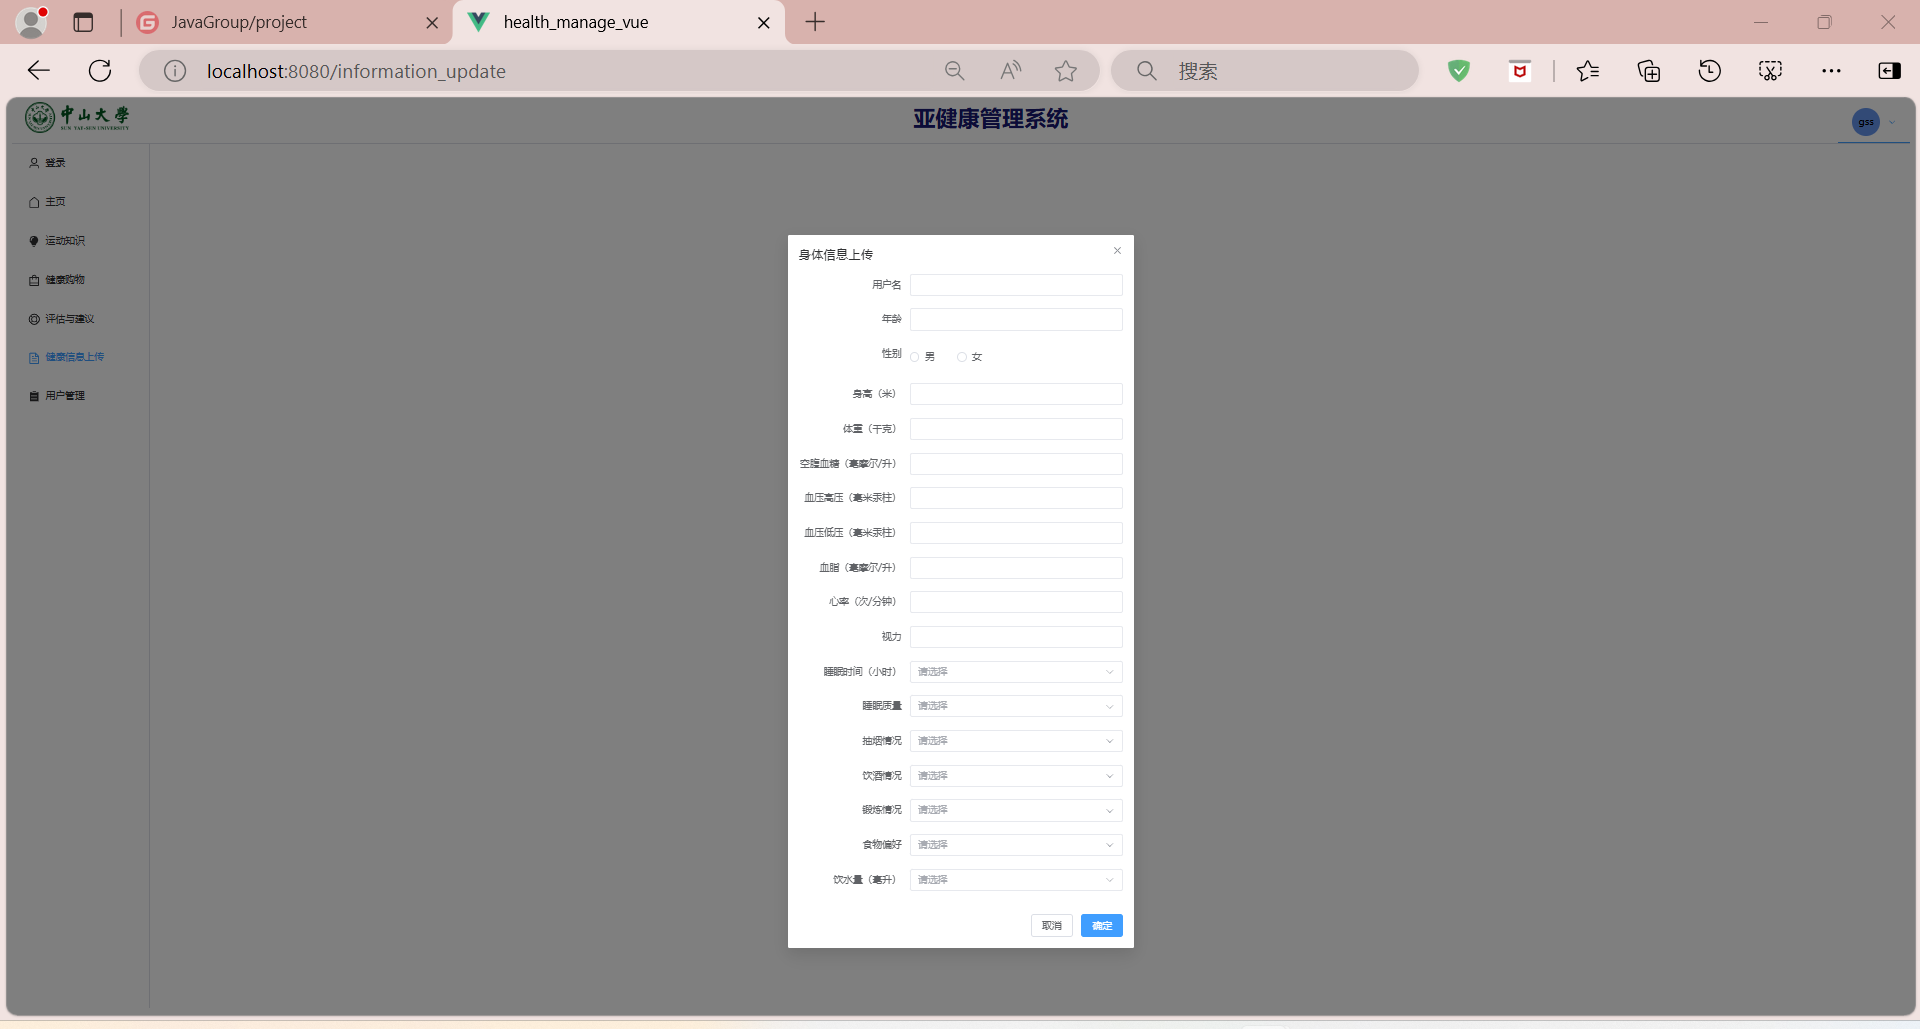 JavaGroup/project
health_manage_vue
localhost:8080/information_update
搜索
中山大學
SUN YAT-SEN UNIVERSITY
亚健康管理系统
gss
登录
主页
运动知识
健康购物
评估与建议
健康信息上传
用户管理
身体信息上传
用户名
年龄
性别 男 女
身高（米）
体重（千克）
空腹血糖（毫摩尔/升）
血压高压（毫米汞柱）
血压低压（毫米汞柱）
血脂（毫摩尔/升）
心率（次/分钟）
视力
睡眠时间（小时） 请选择
睡眠质量 请选择
抽烟情况 请选择
饮酒情况 请选择
锻炼情况 请选择
食物偏好 请选择
饮水量（毫升） 请选择
取消 确定